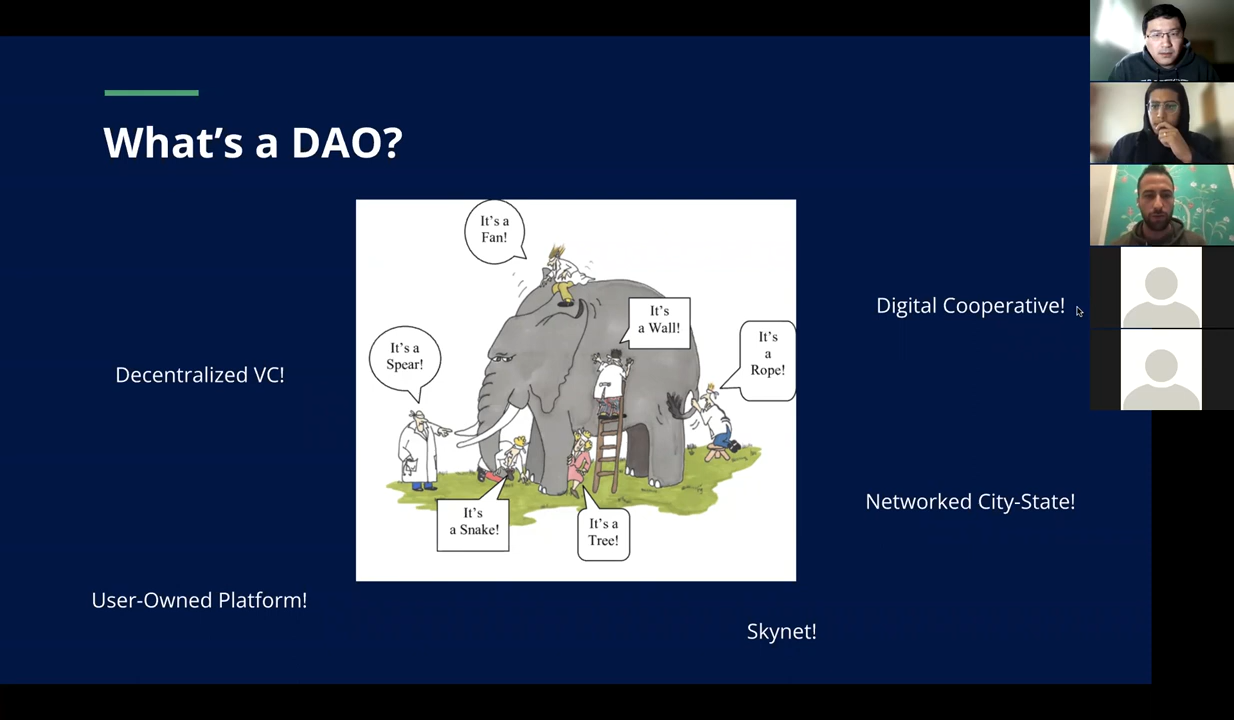 What's a DAO?
It's a
Fan!
It's
a Wall!
It's
a
Rope!
It's a
Spear!
It's
a Snake!
It's a
Tree!
Digital Cooperative!
Decentralized VC!
Networked City-State!
User-Owned Platform!
Skynet!